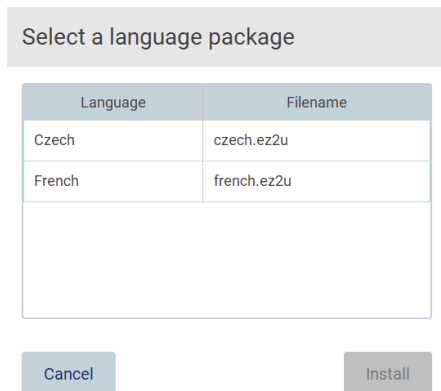 Select a language package
Language Filename
Czech czech.ez2u
French french.ez2u
Cancel Install